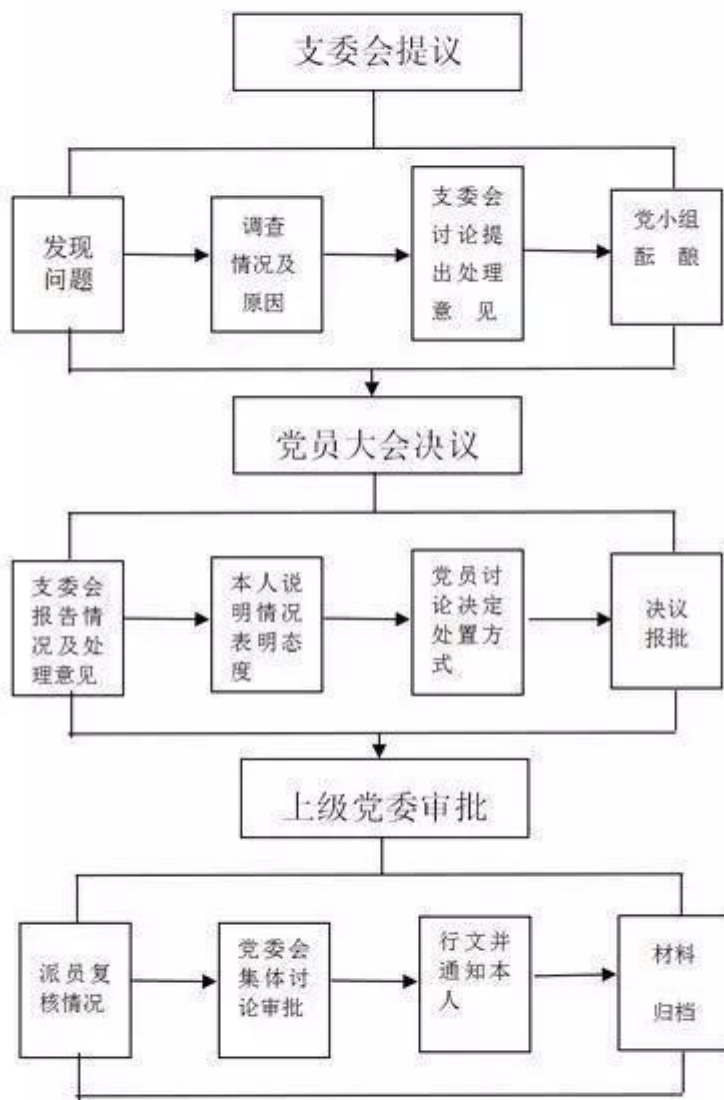 支委会提议
发现
问题
调查
情况及
原因
支委会
讨论提
出处理
意 见
党小组
酝 酿
党员大会决议
支委会
报告情
况及处
理意见
本人说
明情况
表明态
度
党员讨
论决定
处置方
式
决议
报批
上级党委审批
派员复
核情况
党委会
集体讨
论审批
行文并
通知本
人
材料
归档